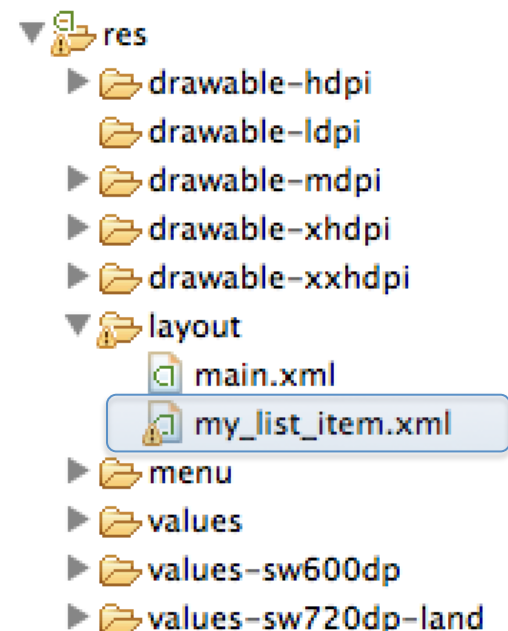 res
drawable-hdpi
drawable-ldpi
drawable-mdpi
drawable-xhdpi
drawable-xxhdpi
layout
main.xml
my_list_item.xml
menu
values
values-sw600dp
values-sw720dp-land